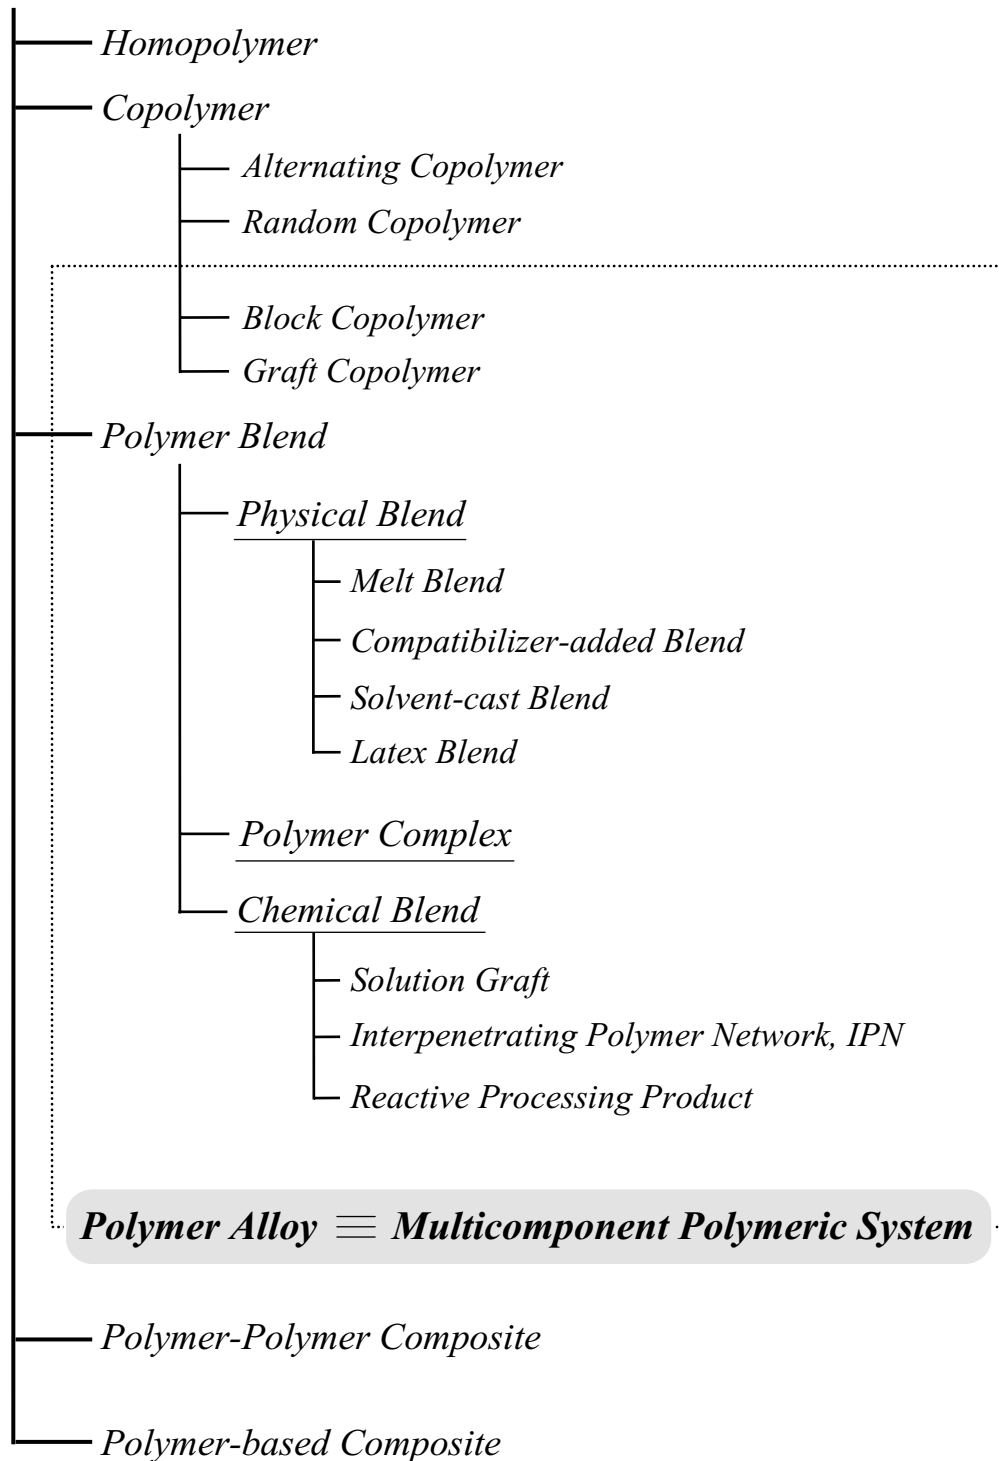 Homopolymer
Copolymer
Alternating Copolymer
Random Copolymer
Block Copolymer
Graft Copolymer
Polymer Blend
Physical Blend
Melt Blend
Compatibilizer-added Blend
Solvent-cast Blend
Latex Blend
Polymer Complex
Chemical Blend
Solution Graft
Interpenetrating Polymer Network, IPN
Reactive Processing Product
Polymer Alloy ≡ Multicomponent Polymeric System
Polymer-Polymer Composite
Polymer-based Composite